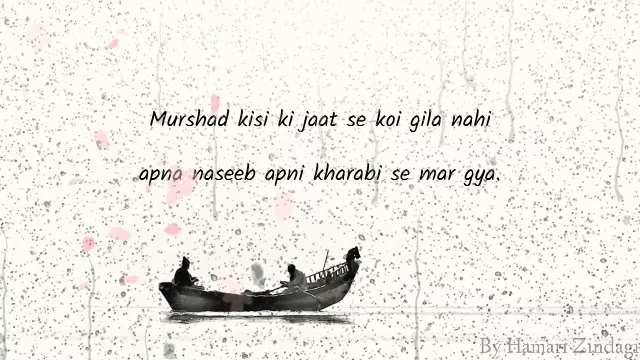 Murshad kisi ki jaat se koi gila nahi
apna naseeb apni kharabi se mar gya.
By Hamari Zindagi